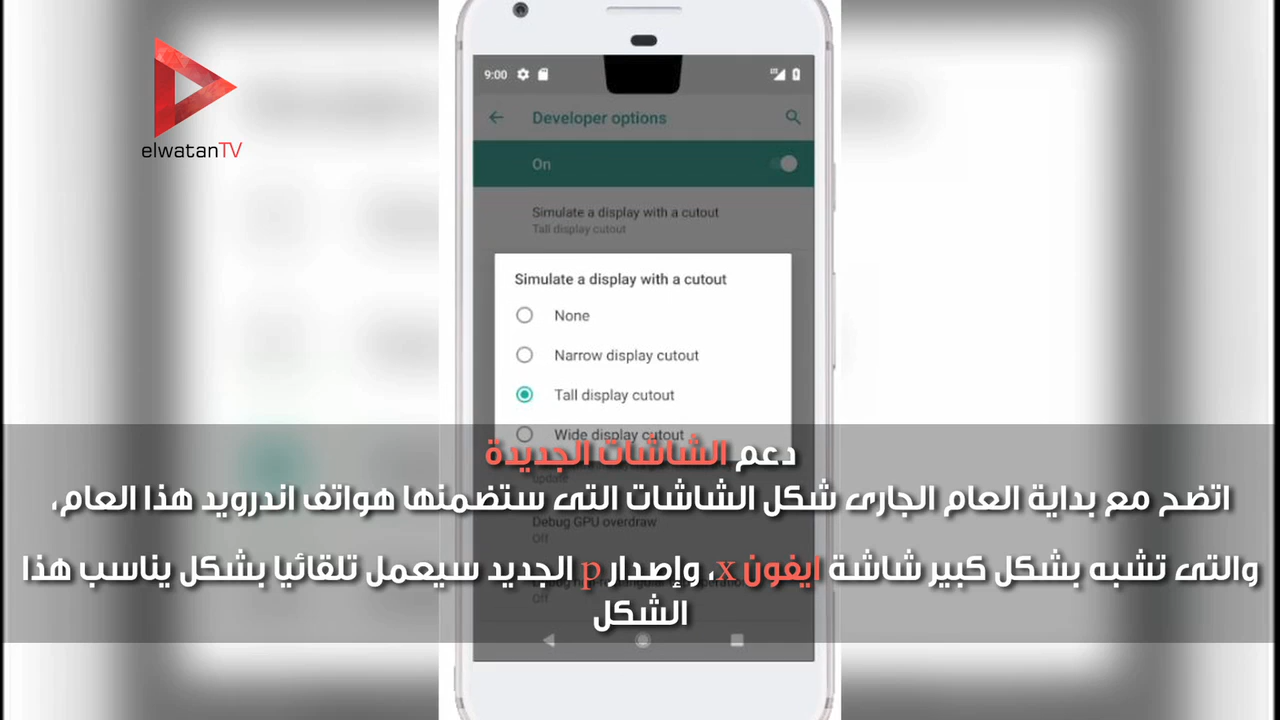 elwatanTV
9:00
Developer options
On
Simulate a display with a cutout
Tall display cutout
Simulate a display with a cutout
None
Narrow display cutout
Tall display cutout
Wide display cutout
دعم الشاشات الجديدة
اتضح مع بداية العام الجارى شكل الشاشات التى ستضمنها هواتف اندرويد هذا العام،
Debug GPU overdraw
Off
والتى تشبه بشكل كبير شاشة ايفون x، وإصدار p الجديد سيعمل تلقائيا بشكل يناسب هذا
الشكل
Off